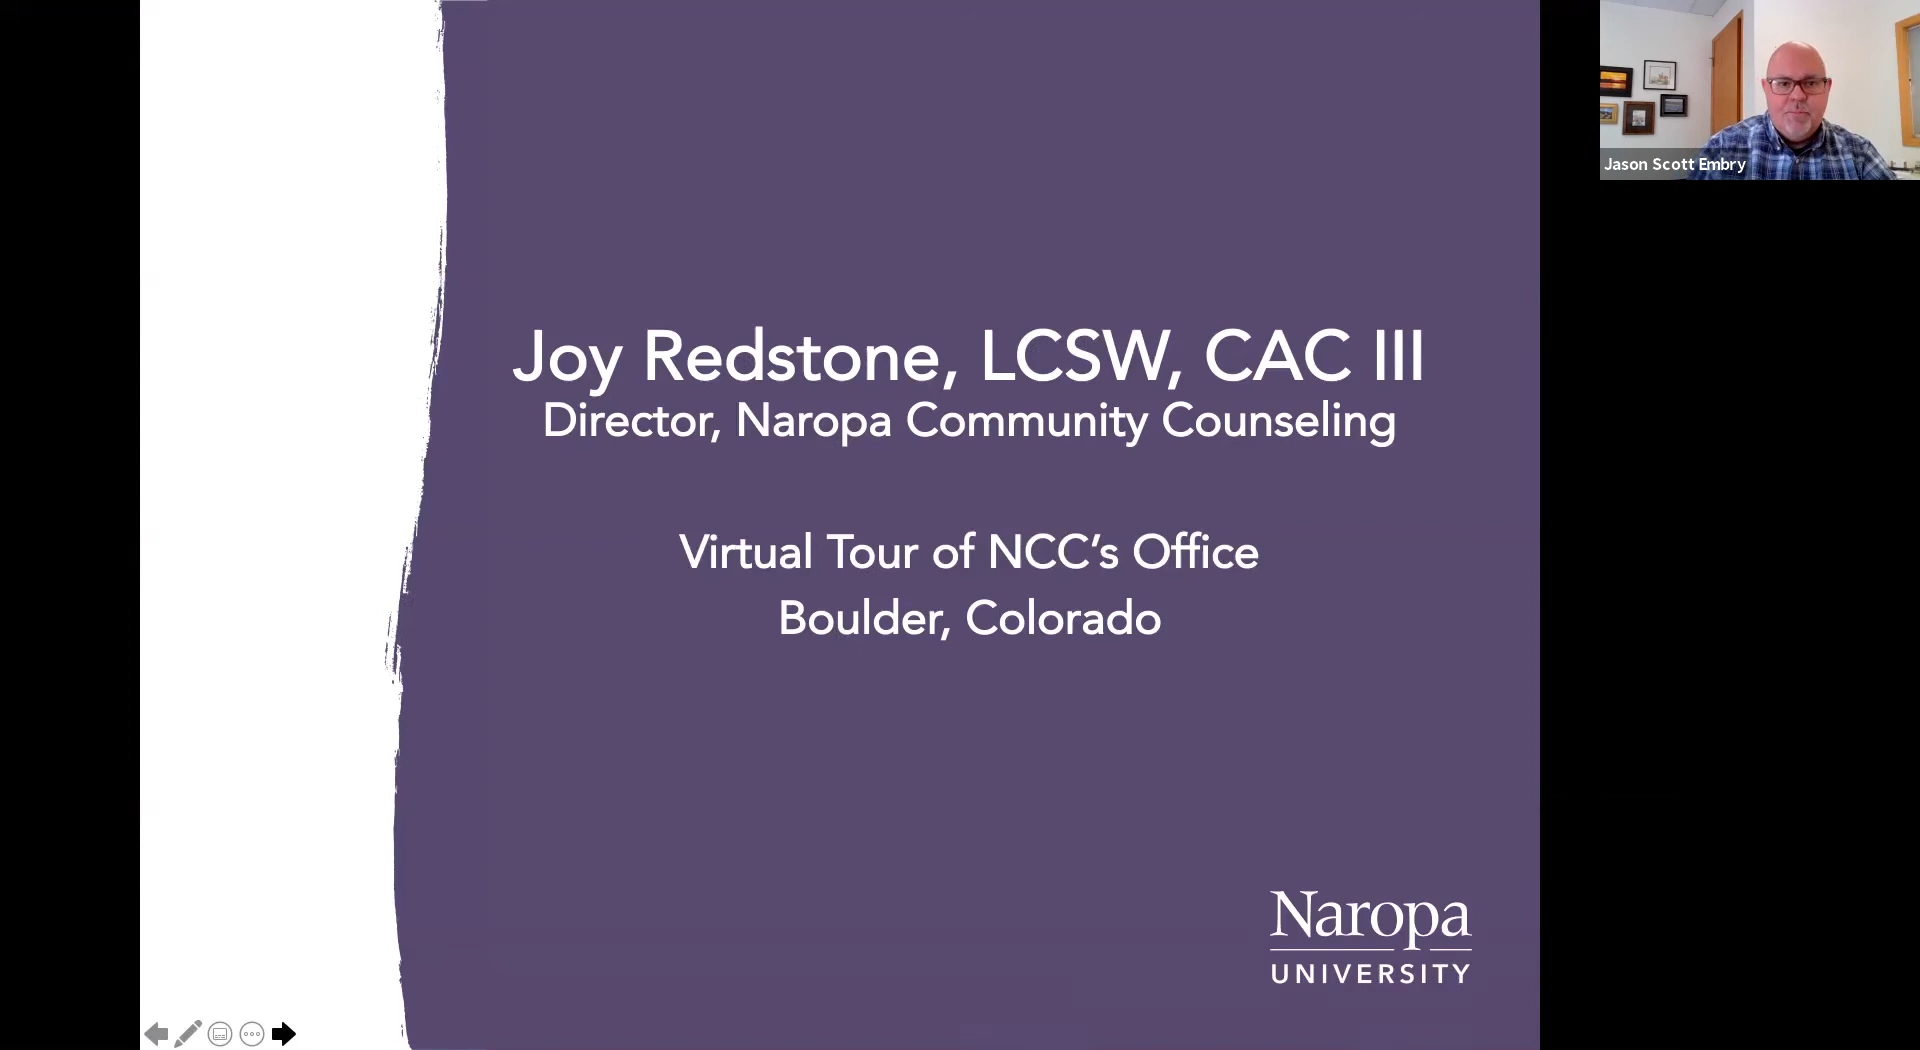 Joy Redstone, LCSW, CAC III
Director, Naropa Community Counseling
Virtual Tour of NCC’s Office
Boulder, Colorado
Naropa
UNIVERSITY
Jason Scott Embry